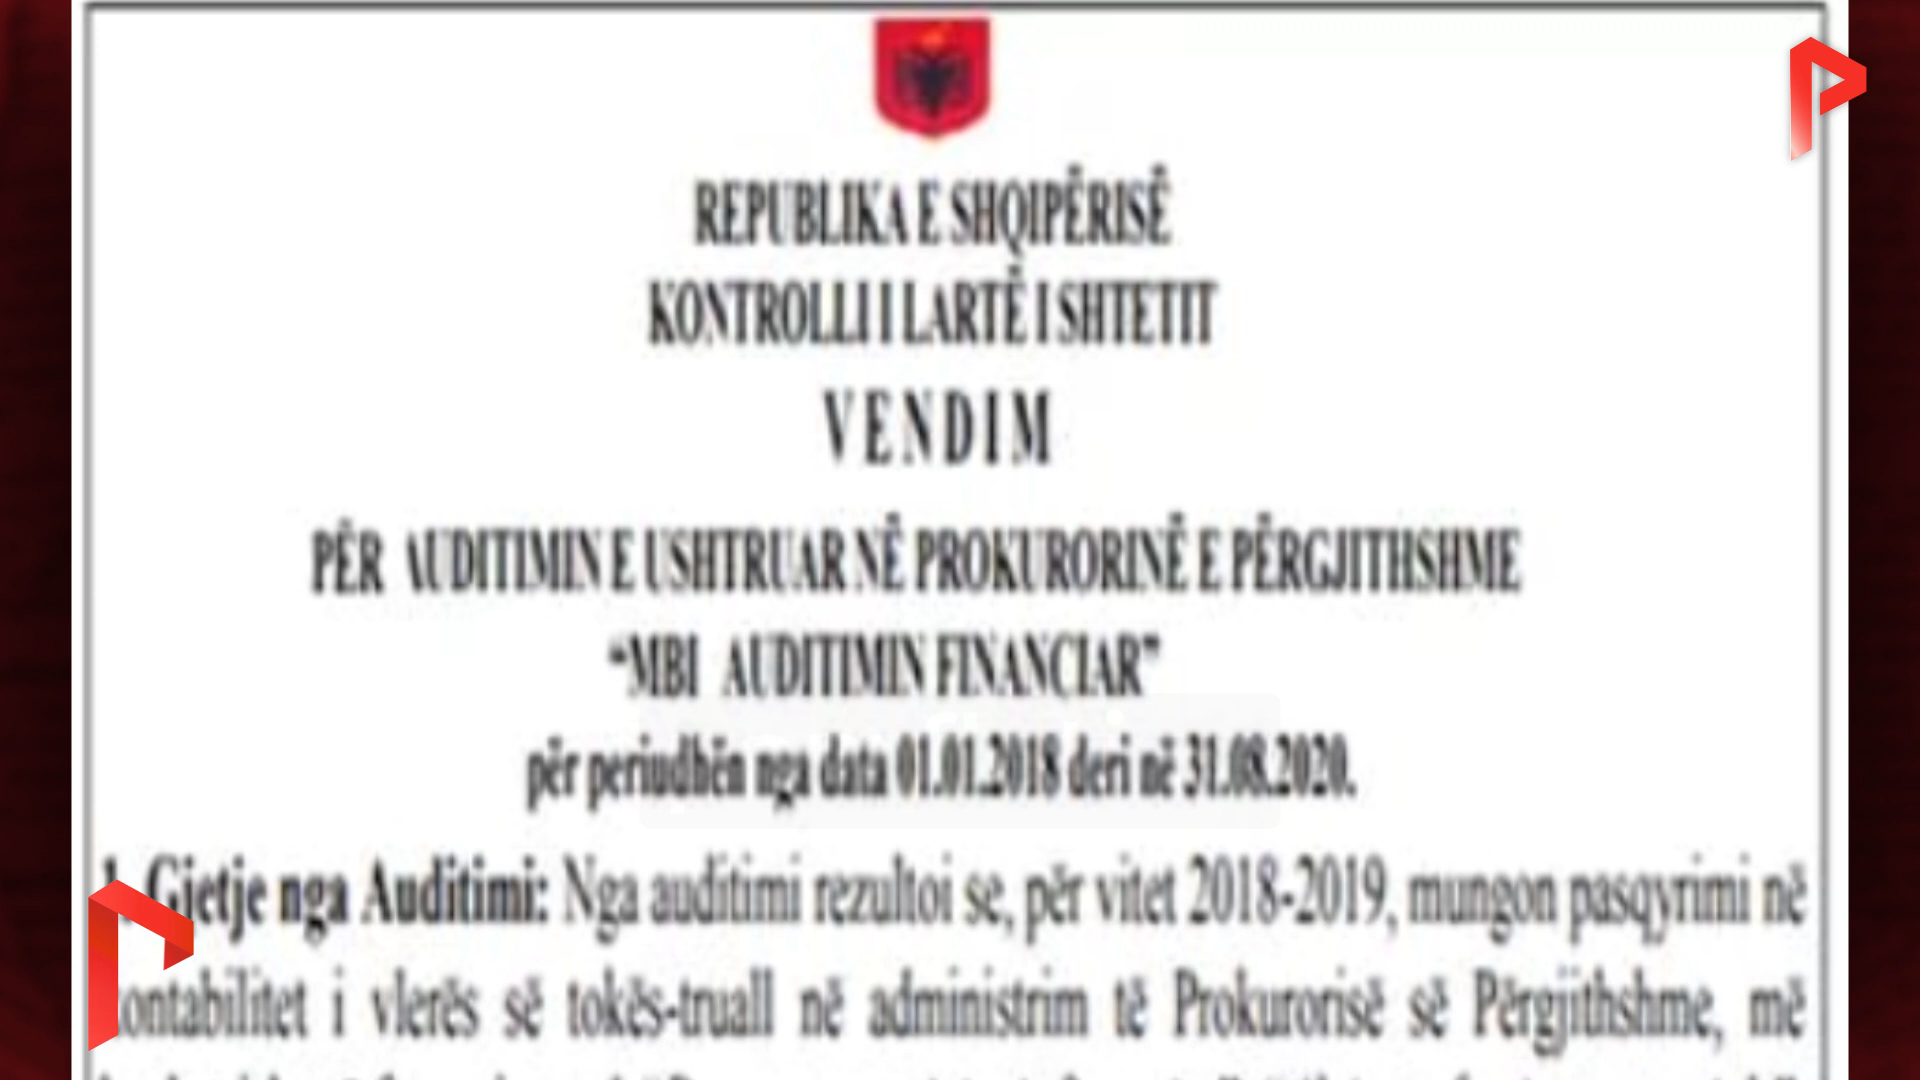 REPUBLIKA E SHQIPËRISË
KONTROLLI I LARTË I SHTETIT
VENDIM
PËR AUDITIMIN E USHTRUAR NË PROKURORINË E PËRGJITHSHME
“MBI AUDITIMIN FINANCIAR”
për periudhën nga data 01.01.2018 deri në 31.08.2020.
1. Gjetje nga Auditimi: Nga auditimi rezultoi se, për vitet 2018-2019, mungon pasqyrimi në
kontabilitet i vlerës së tokës-truall në administrim të Prokurorisë së Përgjithshme, më